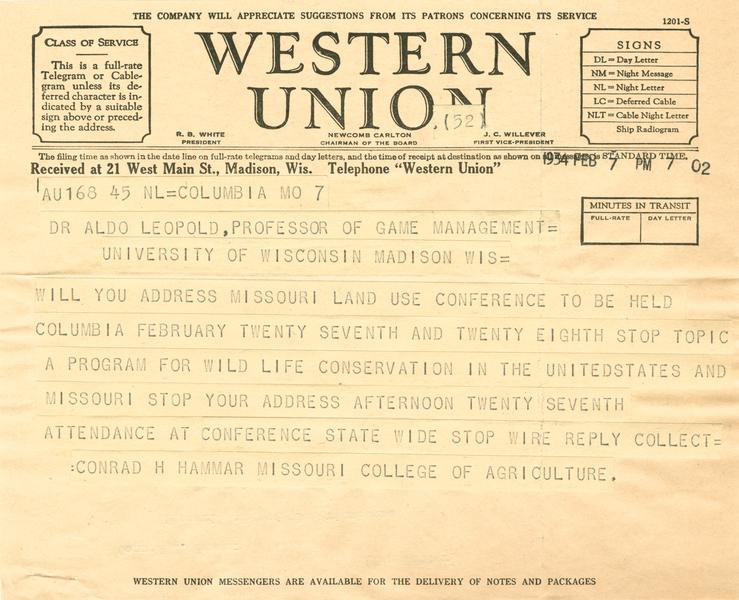 THE COMPANY WILL APPRECIATE SUGGESTIONS FROM ITS PATRONS CONCERNING ITS SERVICE
1201-S
CLASS OF SERVICE
This is a full-rate
Telegram or Cable-
gram unless its de-
ferred character is in-
dicated by a suitable
sign above or preced-
ing the address.
WESTERN
UNION
(52)
R. B. WHITE
PRESIDENT
NEWCOMB CARLTON
CHAIRMAN OF THE BOARD
J. C. WILLEVER
FIRST VICE-PRESIDENT
SIGNS
DL = Day Letter
NM = Night Message
NL = Night Letter
LC = Deferred Cable
NLT = Cable Night Letter
Ship Radiogram
The filing time as shown in the date line on full-rate telegrams and day letters, and the time of receipt at destination as shown on is STANDARD TIME.
Received at 21 West Main St., Madison, Wis. Telephone "Western Union"
1934 FEB 7 PM 7 02
AU168 45 NL=COLUMBIA MO 7
MINUTES IN TRANSIT
FULL-RATE DAY LETTER
DR ALDO LEOPOLD, PROFESSOR OF GAME MANAGEMENT=
UNIVERSITY OF WISCONSIN MADISON WIS=
WILL YOU ADDRESS MISSOURI LAND USE CONFERENCE TO BE HELD
COLUMBIA FEBRUARY TWENTY SEVENTH AND TWENTY EIGHTH STOP TOPIC
A PROGRAM FOR WILD LIFE CONSERVATION IN THE UNITEDSTATES AND
MISSOURI STOP YOUR ADDRESS AFTERNOON TWENTY SEVENTH
ATTENDANCE AT CONFERENCE STATE WIDE STOP WIRE REPLY COLLECT=
:CONRAD H HAMMAR MISSOURI COLLEGE OF AGRICULTURE.
WESTERN UNION MESSENGERS ARE AVAILABLE FOR THE DELIVERY OF NOTES AND PACKAGES